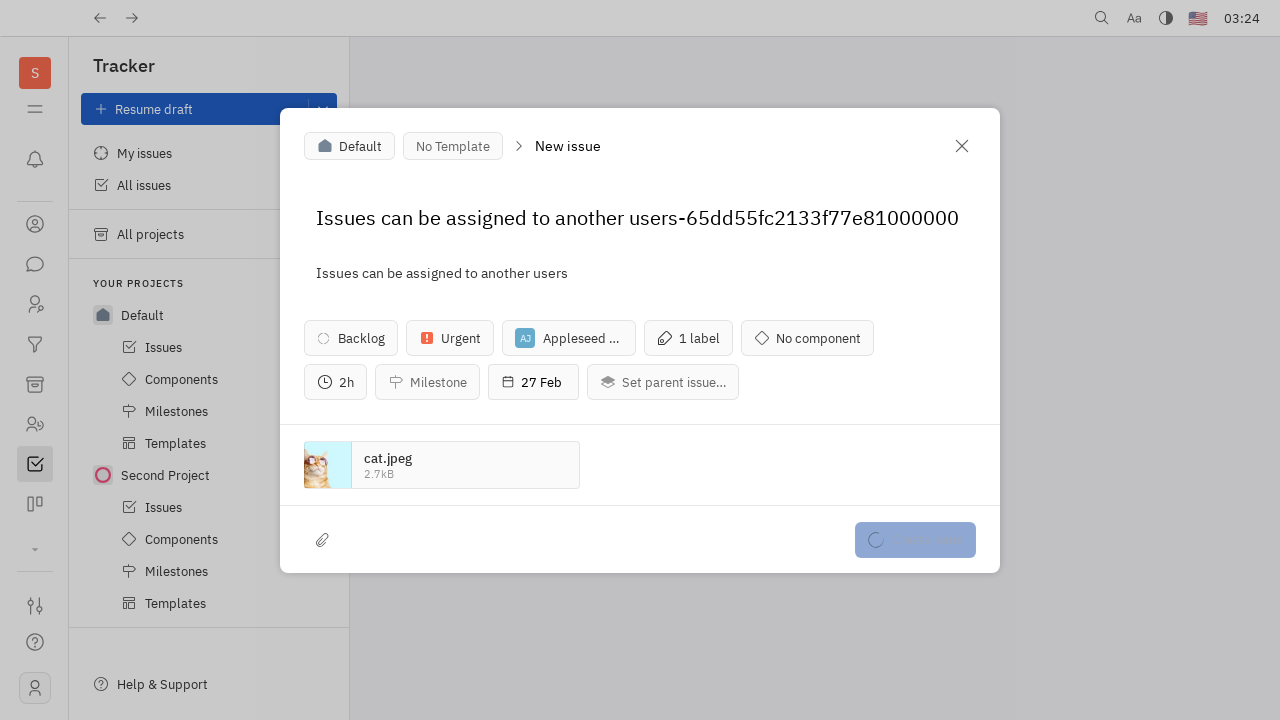 Aa
03:24
S
Tracker
Resume draft
My issues
All issues
All projects
YOUR PROJECTS
Default
Issues
Components
Milestones
Templates
Second Project
Issues
Components
Milestones
Templates
Help & Support
Default
No Template
New issue
Issues can be assigned to another users-65dd55fc2133f77e81000000
Issues can be assigned to another users
Backlog
Urgent
AJ
Appleseed ...
1 label
No component
2h
Milestone
27 Feb
Set parent issue...
cat.jpeg
2.7kB